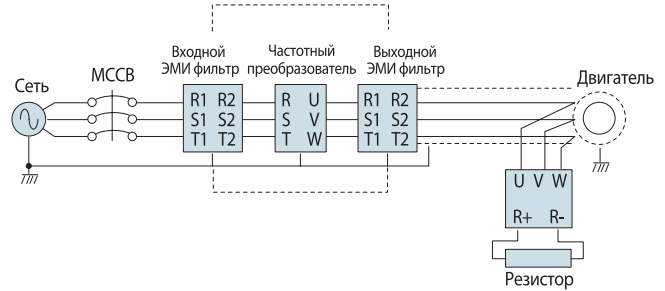 Сеть
МССВ
Входной
ЭМИ фильтр
Частотный
преобразователь
Выходной
ЭМИ фильтр
Двигатель
R1 R2
S1 S2
T1 T2
R U
S V
T W
R1 R2
S1 S2
T1 T2
U V W
R+ R-
Резистор